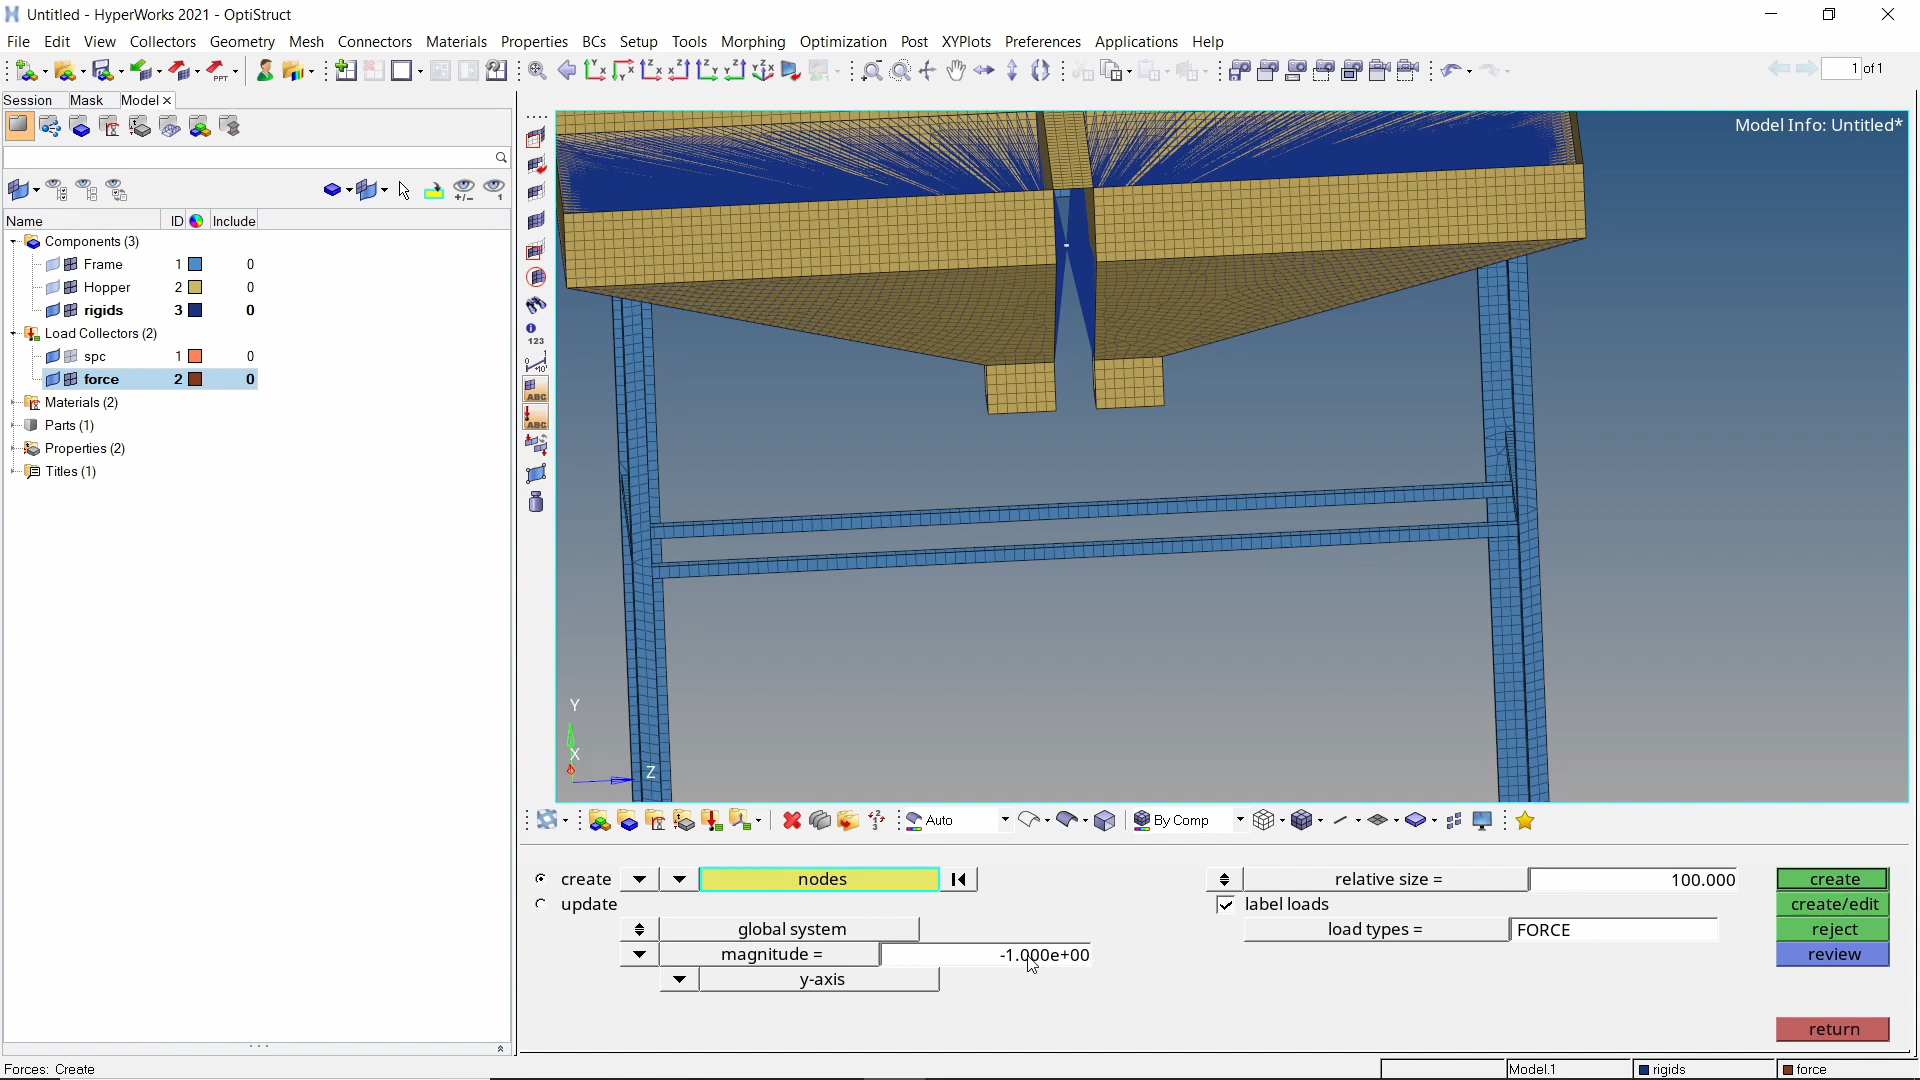 Untitled - HyperWorks 2021 - OptiStruct
File Edit View Collectors Geometry Mesh Connectors Materials Properties BCs Setup Tools Morphing Optimization Post XYPlots Preferences Applications Help
1 of 1
Session Mask Model
Model Info: Untitled*
Name ID Include
Components (3)
Frame 1 0
Hopper 2 0
rigids 3 0
Load Collectors (2)
spc 1 0
force 2 0
Materials (2)
Parts (1)
Properties (2)
Titles (1)
123
ABC
ABC
Y
X
Z
Auto
By Comp
create nodes relative size = 100.000 create
update label loads create/edit
global system load types = FORCE reject
magnitude = -1.000e+00 review
y-axis
return
Forces: Create Model.1 rigids force